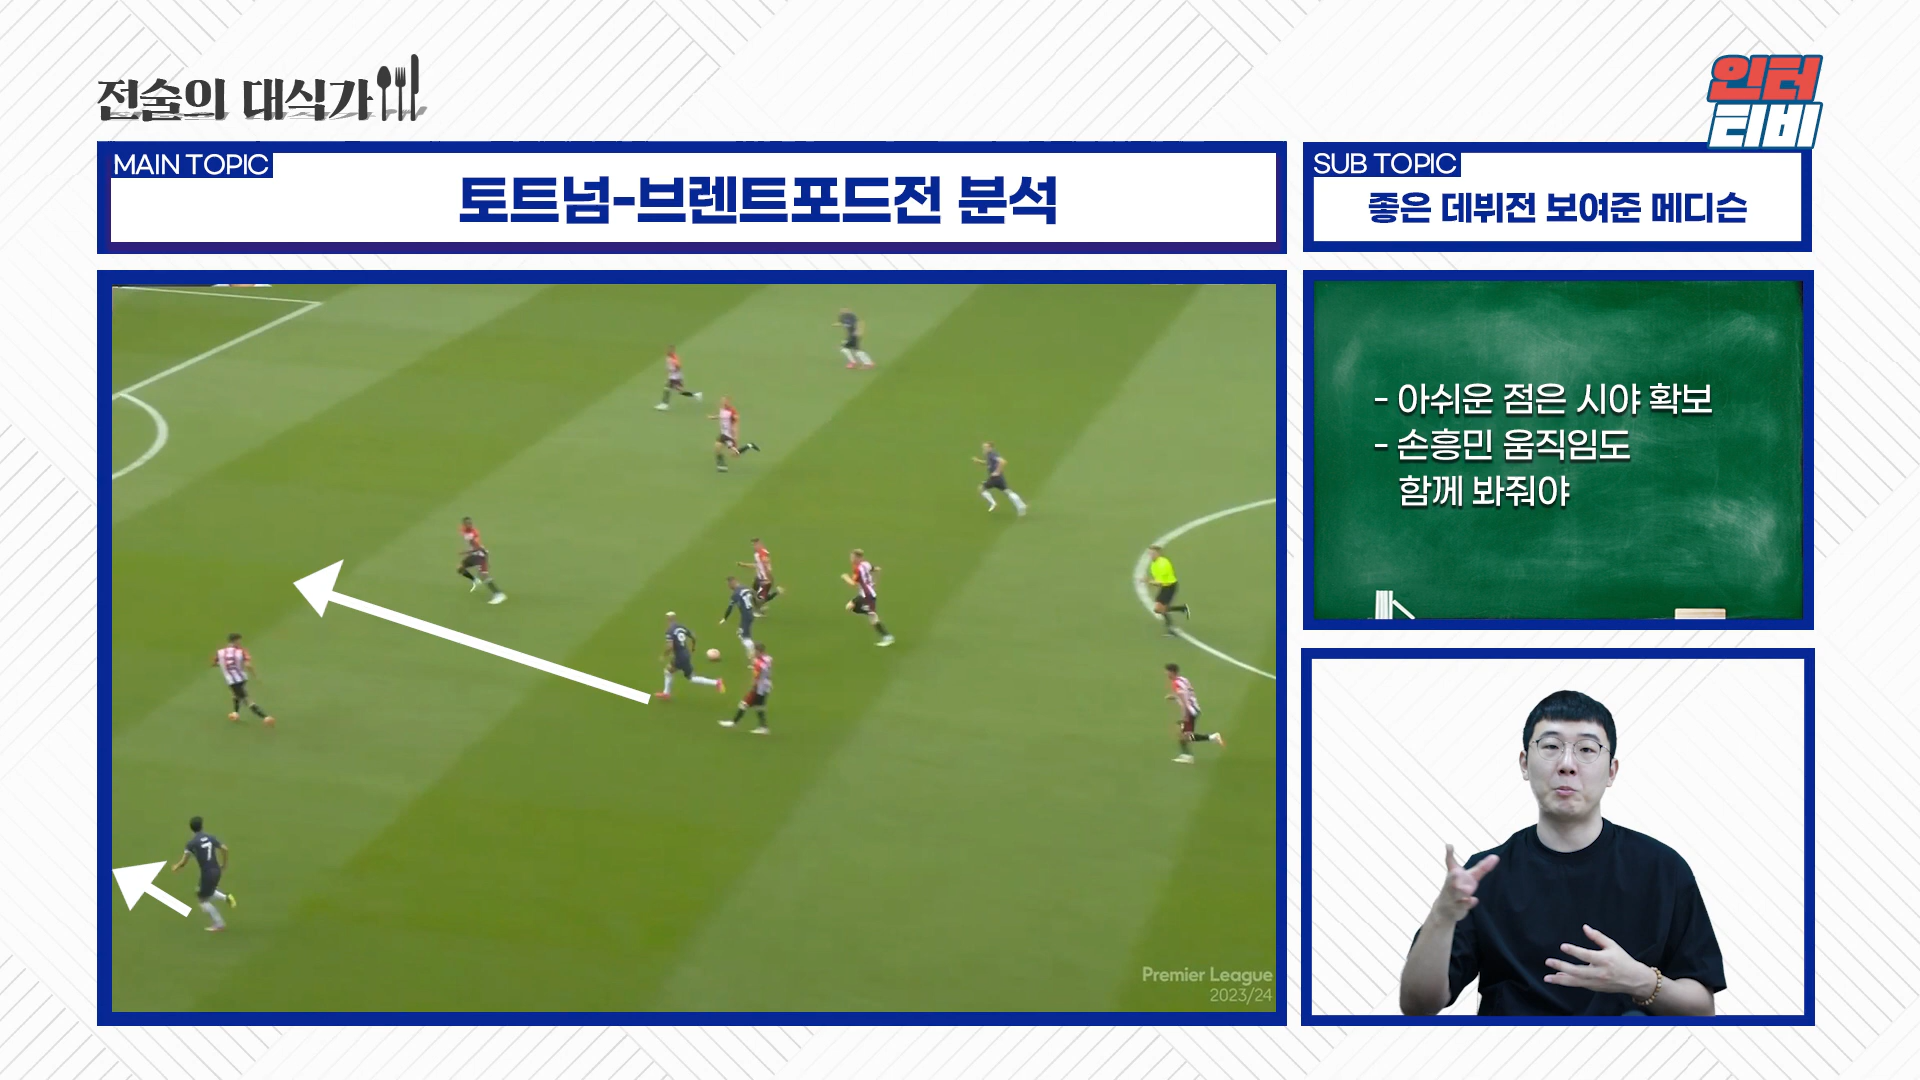 전술의 대식가
인터
티비
MAIN TOPIC
토트넘-브렌트포드전 분석
SUB TOPIC
좋은 데뷔전 보여준 메디슨
- 아쉬운 점은 시야 확보
- 손흥민 움직임도
함께 봐줘야
9
10
7
Premier League
2023/24